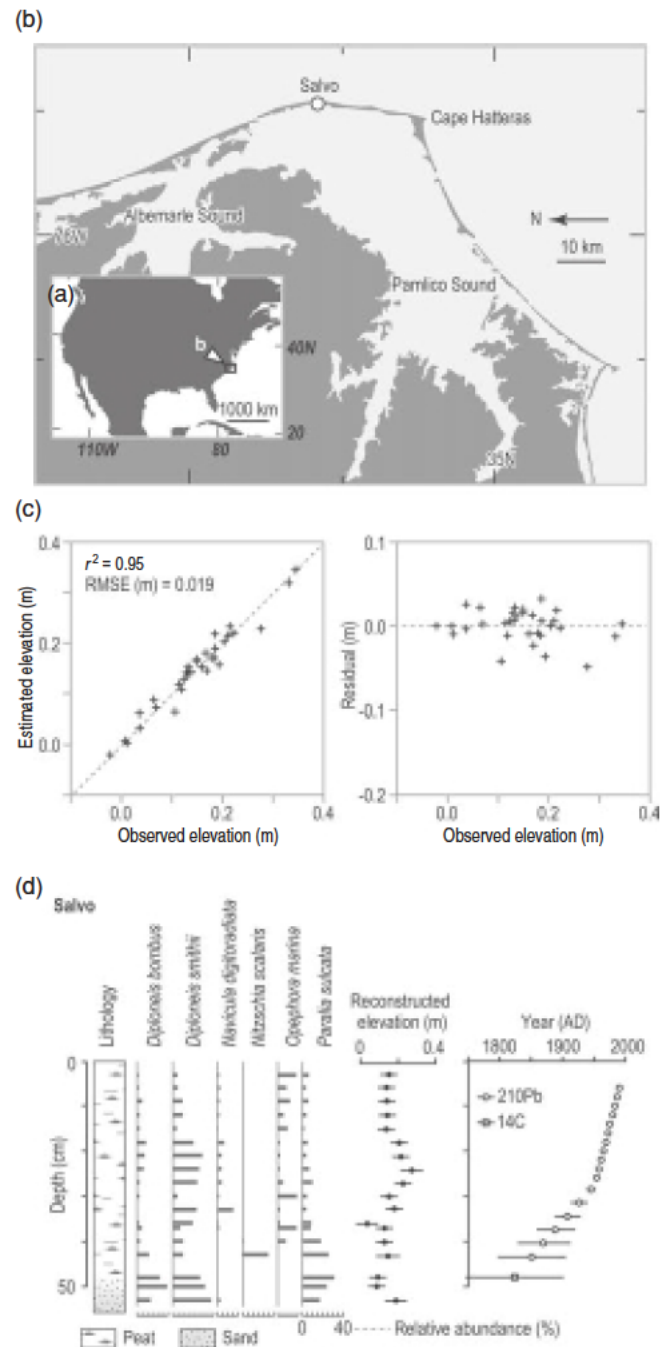 (b)
Salvo
Cape Hatteras
Albemarle Sound
36N
N
10 km
Pamlico Sound
(a)
b
40N
1000 km
110W
80
20
35N
(c)
0.4
r² = 0.95
RMSE (m) = 0.019
0.2
0.0
Estimated elevation (m)
0.0 0.2 0.4
Observed elevation (m)
0.1
0.0
-0.1
-0.2
Residual (m)
0.0 0.2 0.4
Observed elevation (m)
(d)
Salvo
Lithology
Diploneis bombus
Diploneis smithii
Navicula digitoradiata
Nitzschia scalaris
Opephora marina
Paralia sulcata
Reconstructed
elevation (m)
0 0.4
Year (AD)
1800 1900 2000
0
Depth (cm)
50
210Pb
14C
Peat
Sand
0 40
Relative abundance (%)